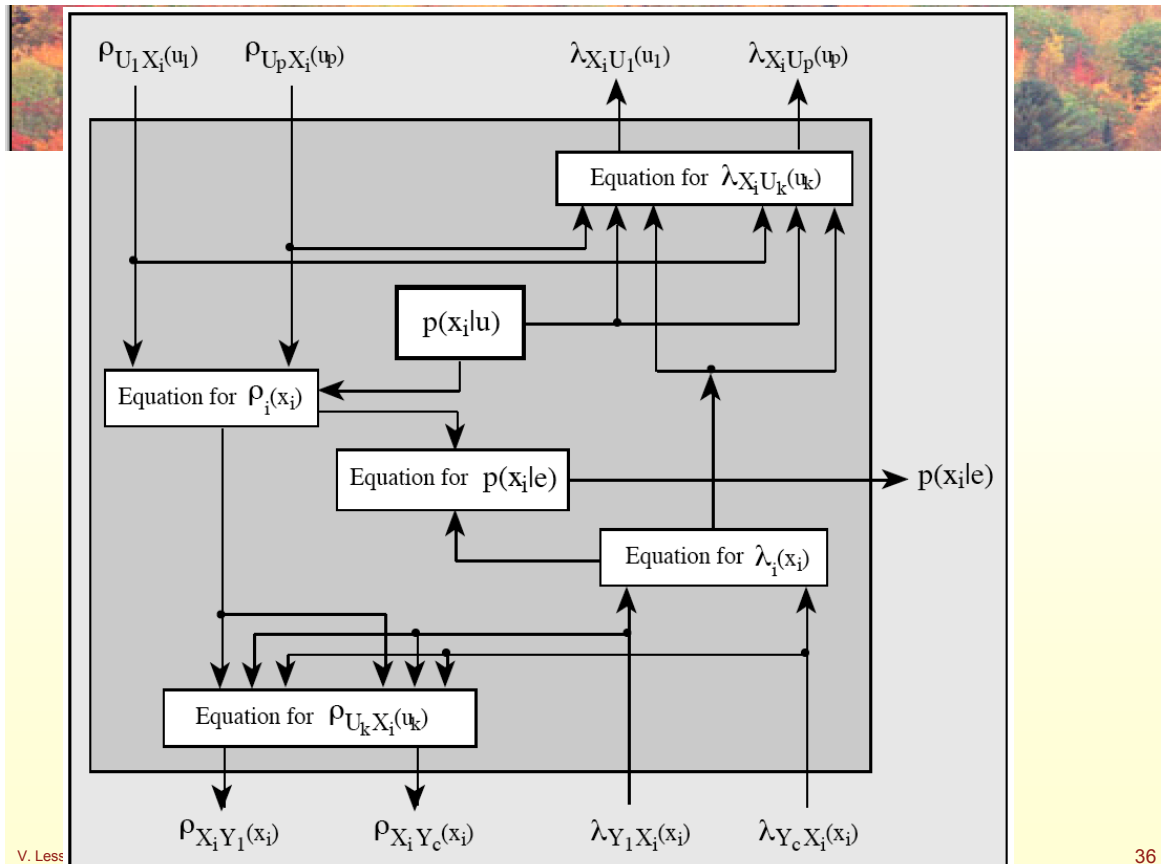 ρU1Xi(u1) ρUpXi(up) λXiU1(u1) λXiUp(up)
Equation for λXiUk(uk)
p(xi|u)
Equation for ρi(xi)
Equation for p(xi|e)
p(xi|e)
Equation for λi(xi)
Equation for ρUkXi(uk)
ρXiY1(xi) ρXiYc(xi) λY1Xi(xi) λYcXi(xi)
V. Less
36